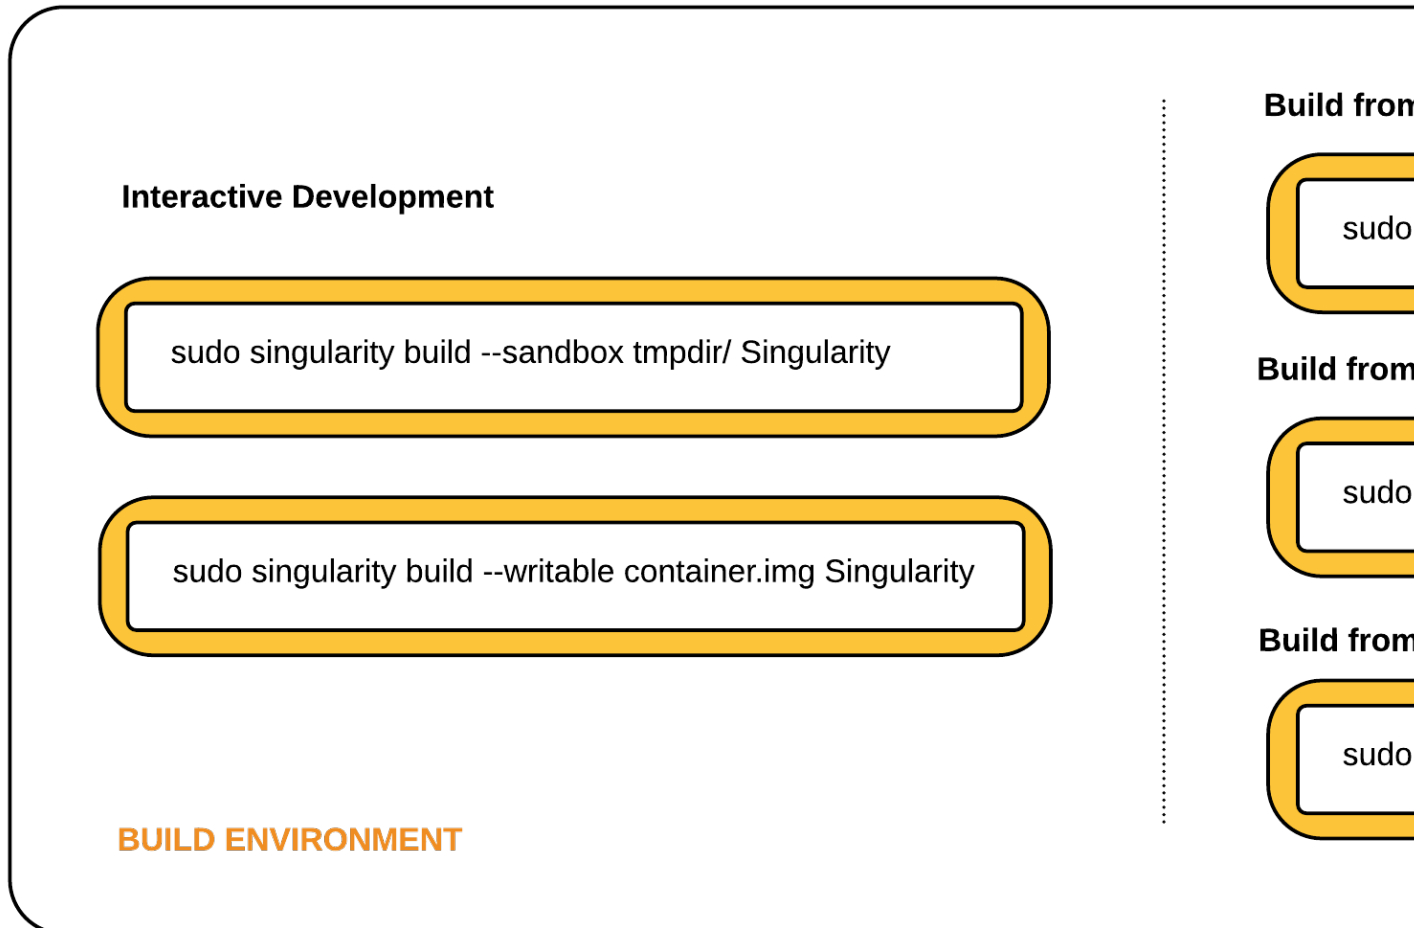 Interactive Development
sudo singularity build --sandbox tmpdir/ Singularity
sudo singularity build --writable container.img Singularity
BUILD ENVIRONMENT
Build from
sudo
Build from
sudo
Build from
sudo